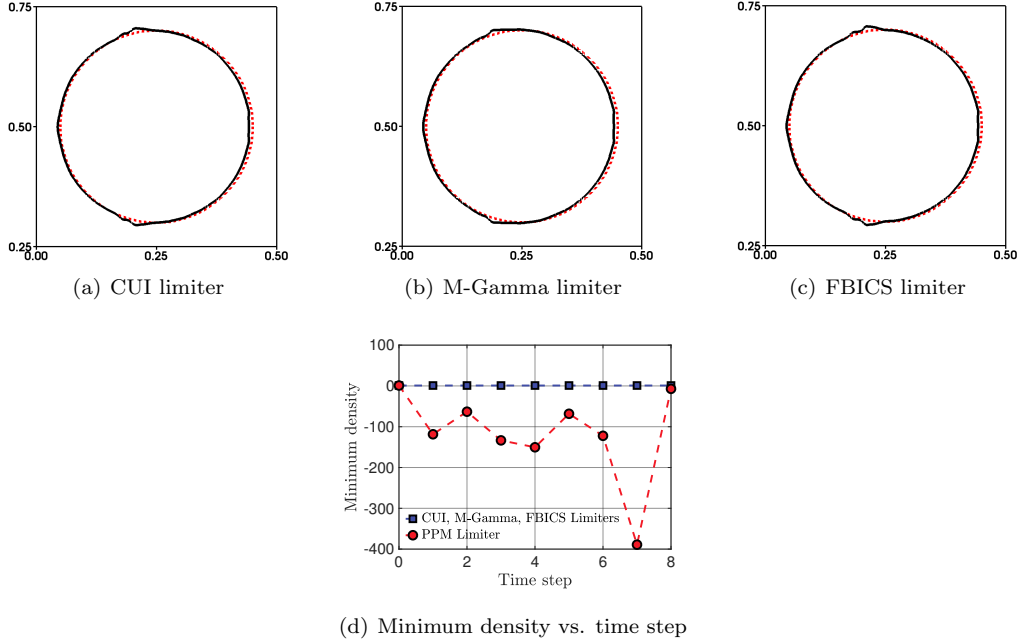 0.75
0.50
0.25
0.00
0.25
0.50
(a) CUI limiter
0.75
0.50
0.25
0.00
0.25
0.50
(b) M-Gamma limiter
0.75
0.50
0.25
0.00
0.25
0.50
(c) FBICS limiter
100
0
-100
-200
-300
-400
Minimum density
CUI, M-Gamma, FBICS Limiters
PPM Limiter
0 2 4 6 8
Time step
(d) Minimum density vs. time step